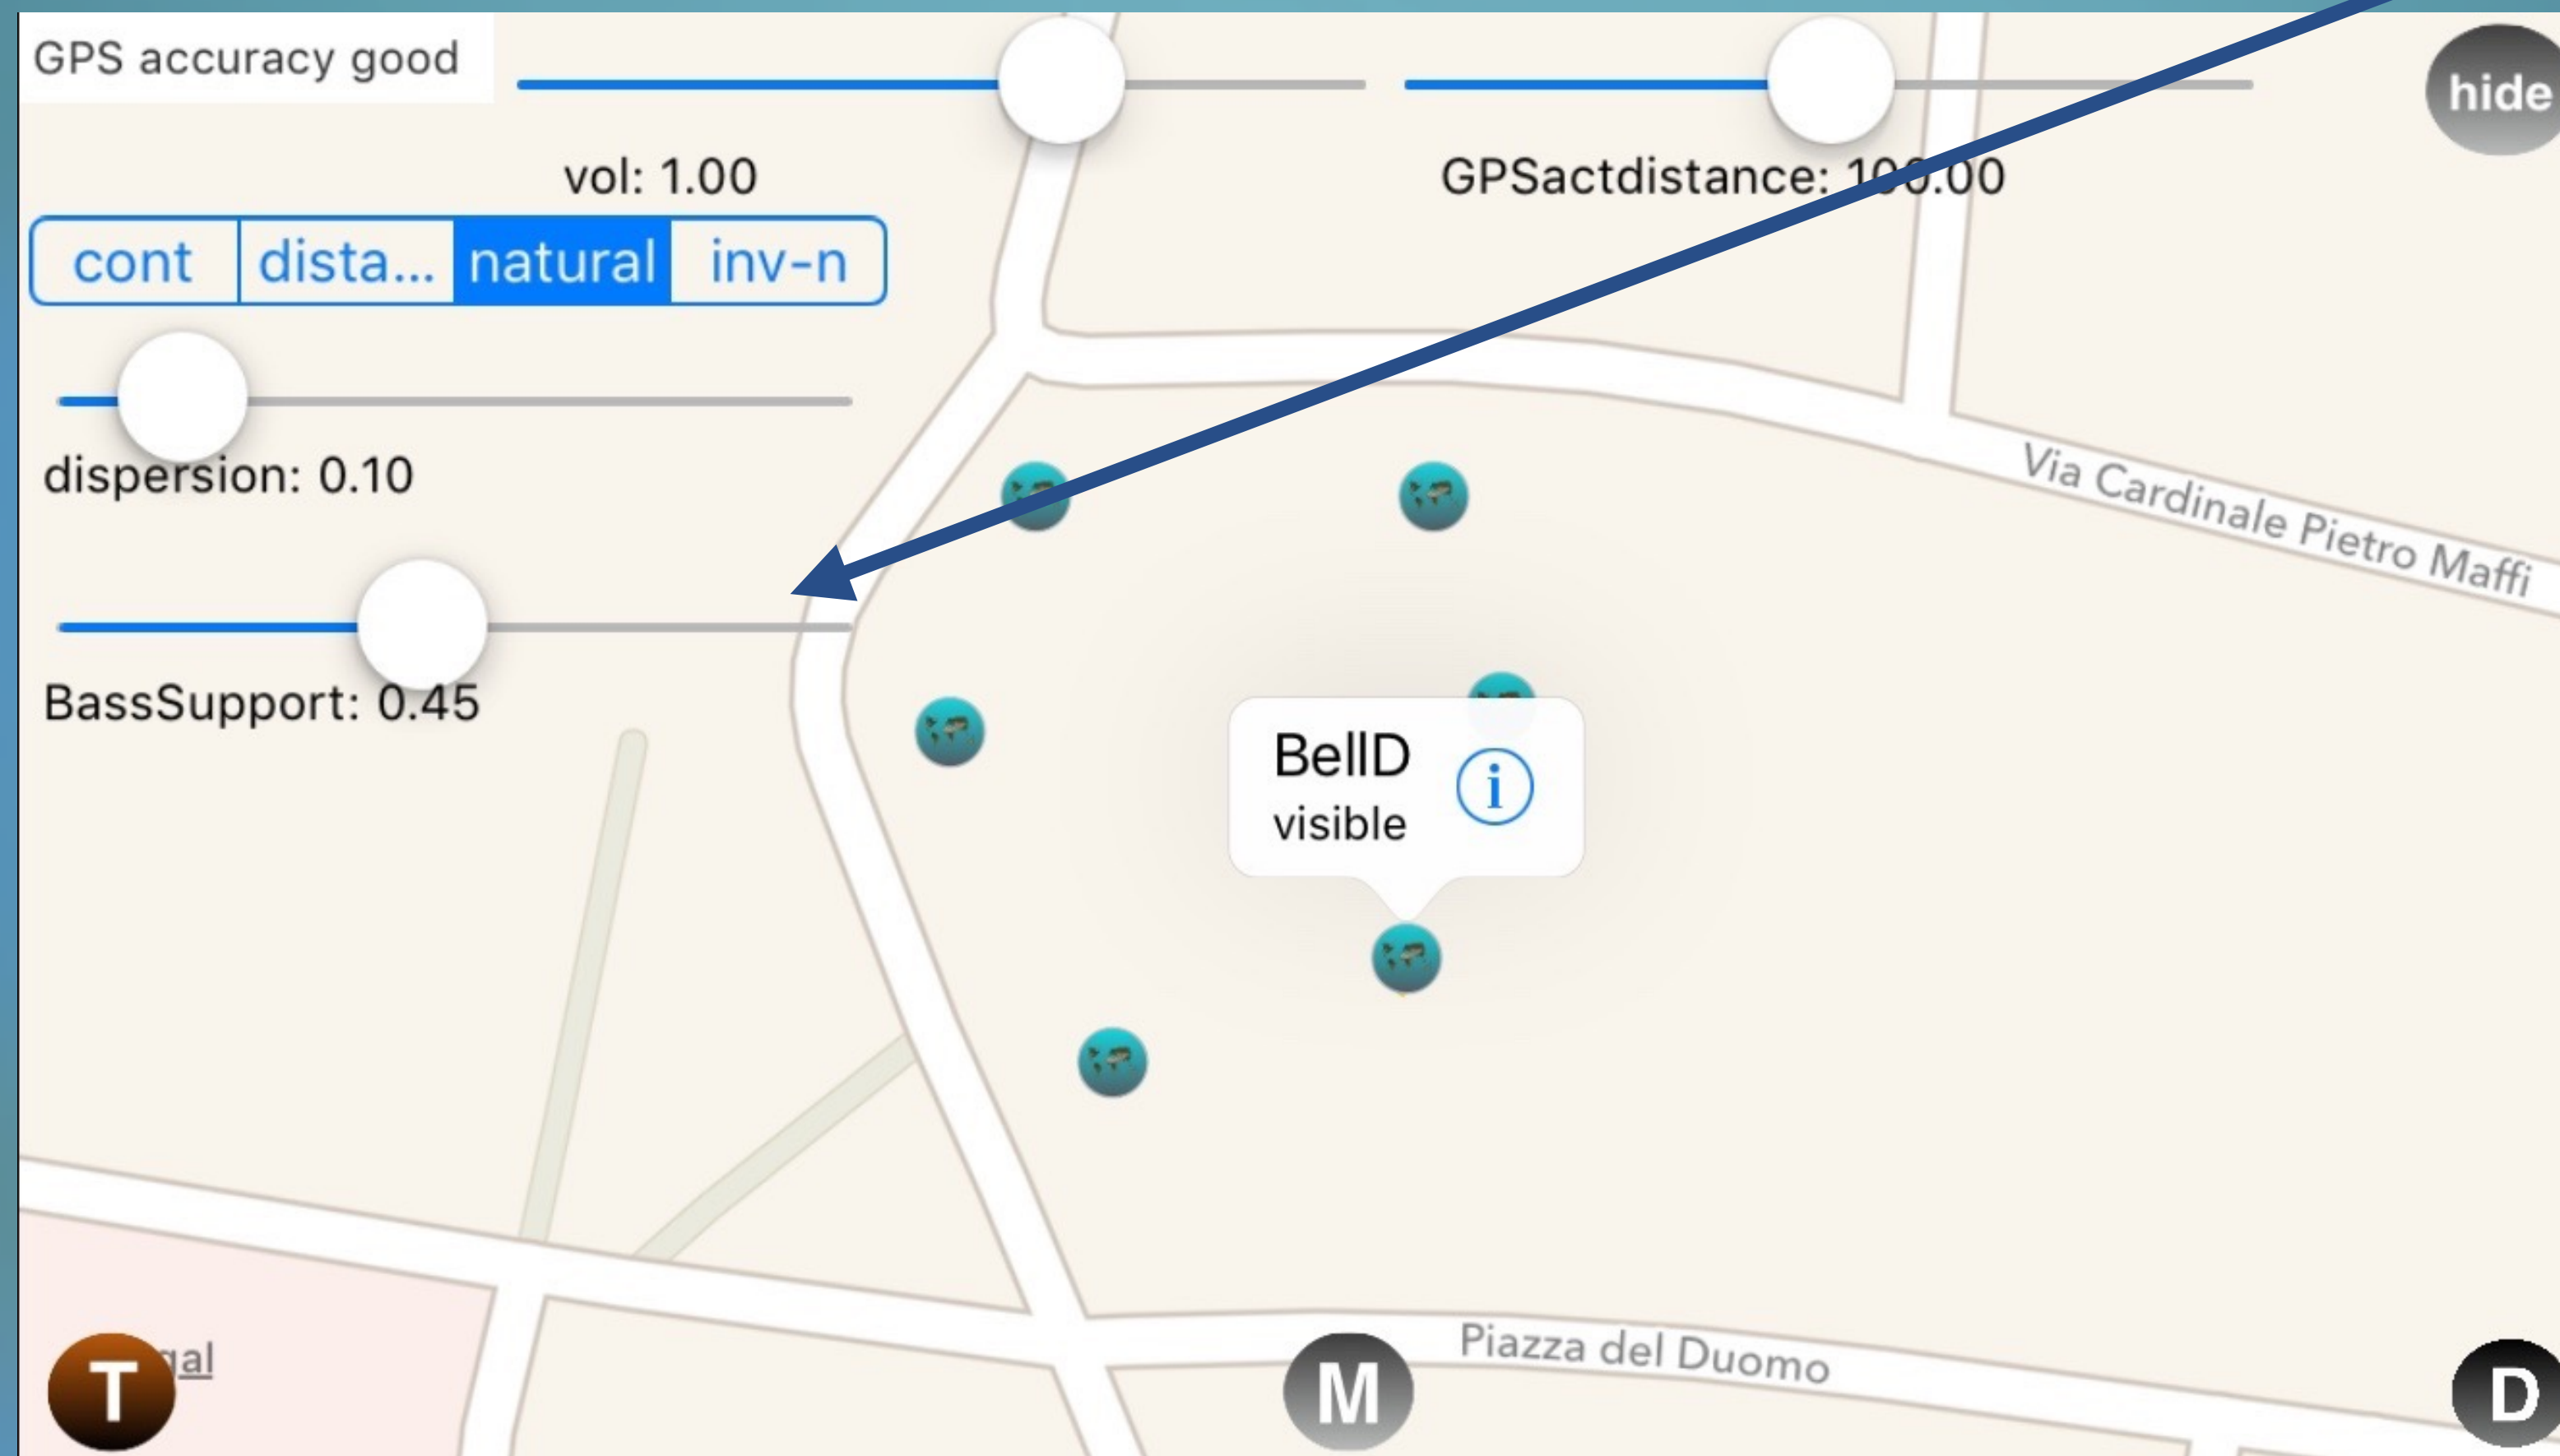 GPS accuracy good
hide
vol: 1.00
GPSactdistance: 100.00
cont
dista...
natural
inv-n
dispersion: 0.10
Via Cardinale Pietro Maffi
BassSupport: 0.45
BellD
i
visible
Piazza del Duomo
gal
T
M
D